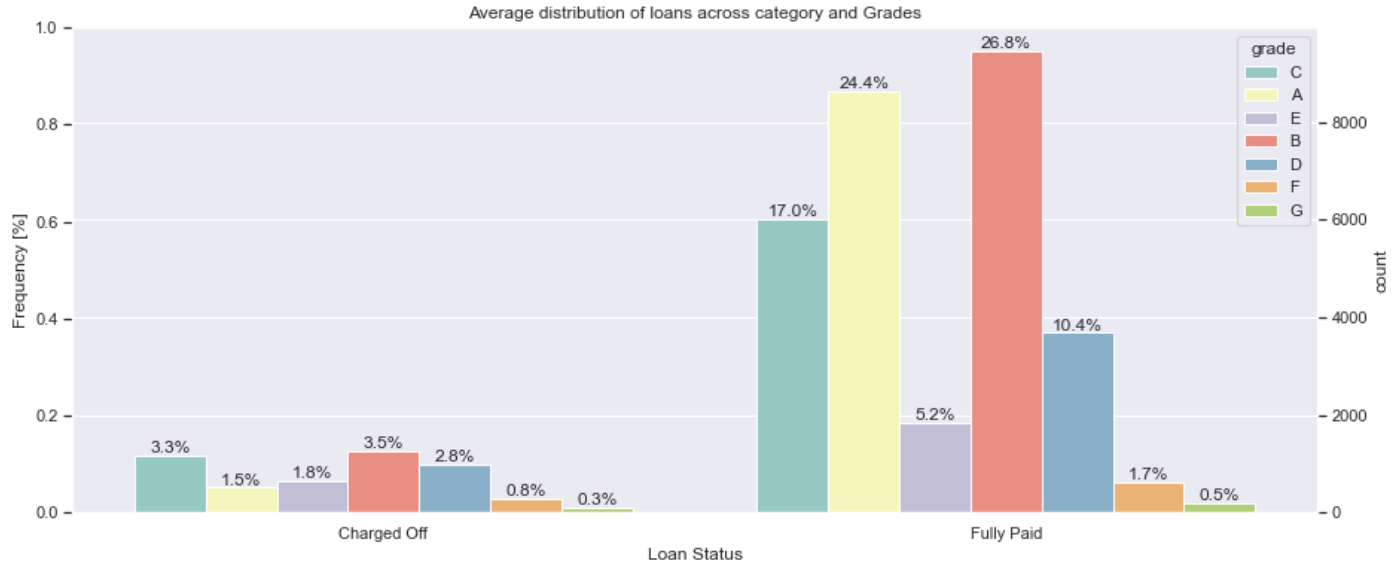 Average distribution of loans across category and Grades
1.0
0.8
0.6
0.4
0.2
0.0
Frequency [%]
3.3%
1.5%
1.8%
3.5%
2.8%
0.8%
0.3%
17.0%
24.4%
5.2%
26.8%
10.4%
1.7%
0.5%
grade
C
A
E
B
D
F
G
8000
6000
4000
2000
0
count
Charged Off
Fully Paid
Loan Status